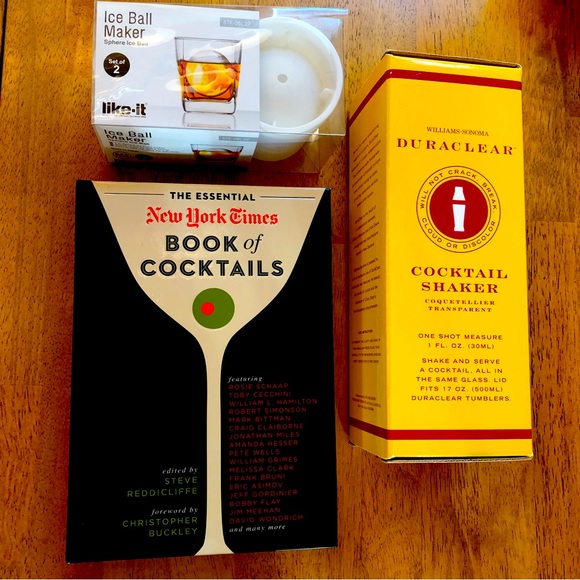 Ice Ball
Maker
Sphere Ice Ball
Set of
2
like-it
Ice Ball
Maker
THE ESSENTIAL
New York Times
BOOK of
COCKTAILS
featuring
ROSIE SCHAAP
TOBY CECCHINI
WILLIAM L. HAMILTON
ROBERT SIMONSON
MARK BITTMAN
CRAIG CLAIBORNE
JONATHAN MILES
AMANDA HESSER
PETE WELLS
WILLIAM GRIMES
MELISSA CLARK
FRANK BRUNI
ERIC ASIMOV
JEFF GORDINIER
BOBBY FLAY
JIM MEEHAN
DAVID WONDRICH
and many more
edited by
STEVE
REDDICLIFFE
foreword by
CHRISTOPHER
BUCKLEY
WILLIAMS-SONOMA
DURACLEAR™
WILL NOT CRACK, BREAK,
CLOUD OR DISCOLOR
COCKTAIL
SHAKER
COQUETELLIER
TRANSPARENT
ONE SHOT MEASURE
1 FL. OZ. (30ML)
SHAKE AND SERVE
A COCKTAIL, ALL IN
THE SAME GLASS. LID
FITS 17 OZ. (500ML)
DURACLEAR TUMBLERS.